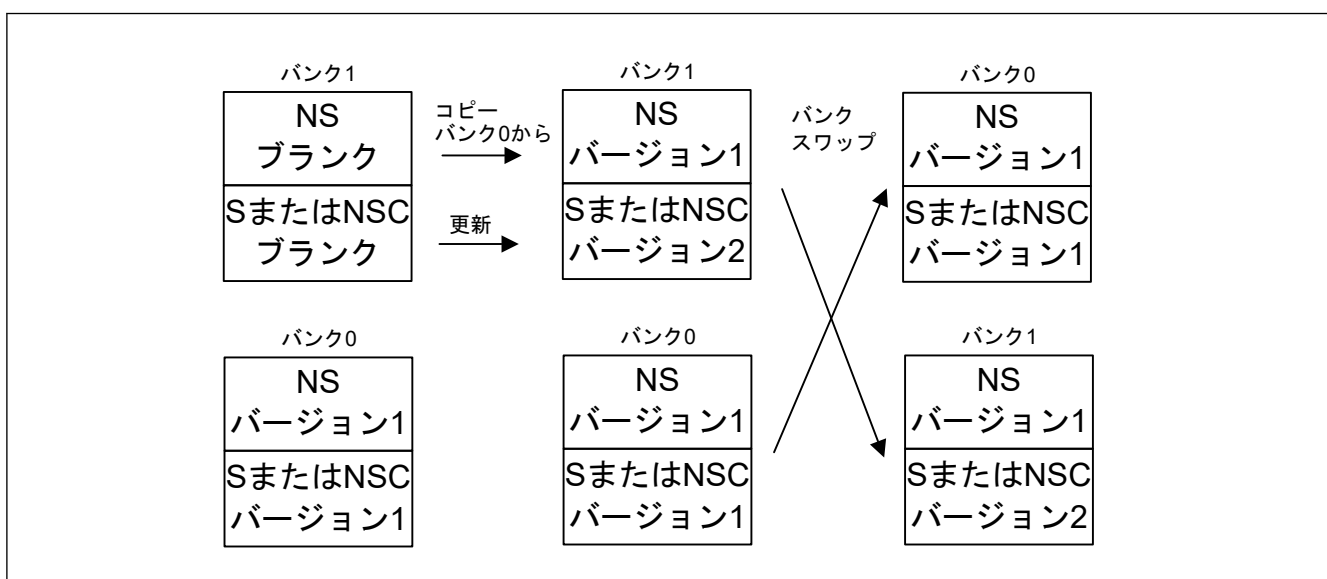 バンク1
NS
ブランク
SまたはNSC
ブランク
コピー
バンク0から
更新
バンク1
NS
バージョン1
SまたはNSC
バージョン2
バンク
スワップ
バンク0
NS
バージョン1
SまたはNSC
バージョン1
バンク0
NS
バージョン1
SまたはNSC
バージョン1
バンク0
NS
バージョン1
SまたはNSC
バージョン1
バンク1
NS
バージョン1
SまたはNSC
バージョン2